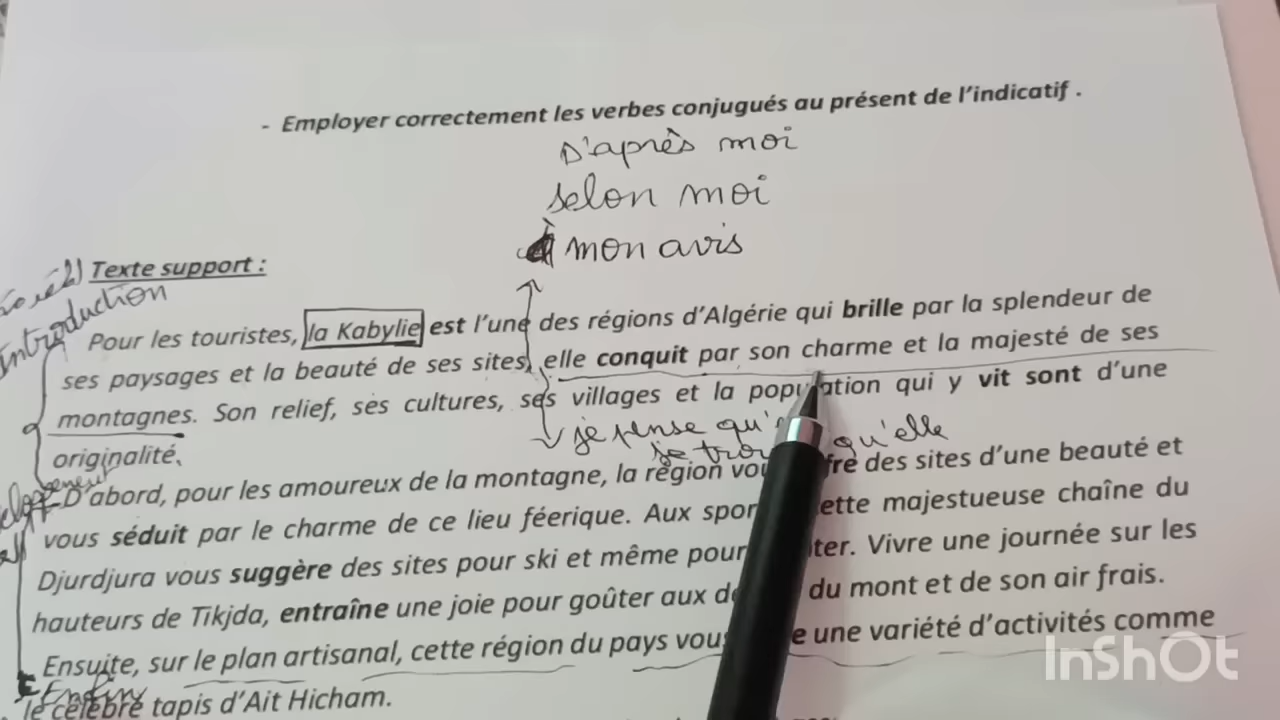 - Employer correctement les verbes conjugués au présent de l'indicatif .
D'après moi
selon moi
À mon avis
Texte support :
Introduction
Pour les touristes, la Kabylie est l'une des régions d'Algérie qui brille par la splendeur de
ses paysages et la beauté de ses sites, elle conquit par son charme et la majesté de ses
montagnes. Son relief, ses cultures, ses villages et la population qui y vit sont d'une
je pense qu'
qu'elle
originalité.
D'abord, pour les amoureux de la montagne, la région des sites d'une beauté et
vous séduit par le charme de ce lieu féerique. Aux cette majestueuse chaîne du
Djurdjura vous suggère des sites pour ski et même pour Vivre une journée sur les
hauteurs de Tikjda, entraîne une joie pour goûter aux du mont et de son air frais.
Ensuite, sur le plan artisanal, cette région du pays vous une variété d'activités comme
Enfin
le célèbre tapis d'Ait Hicham.
InShOt